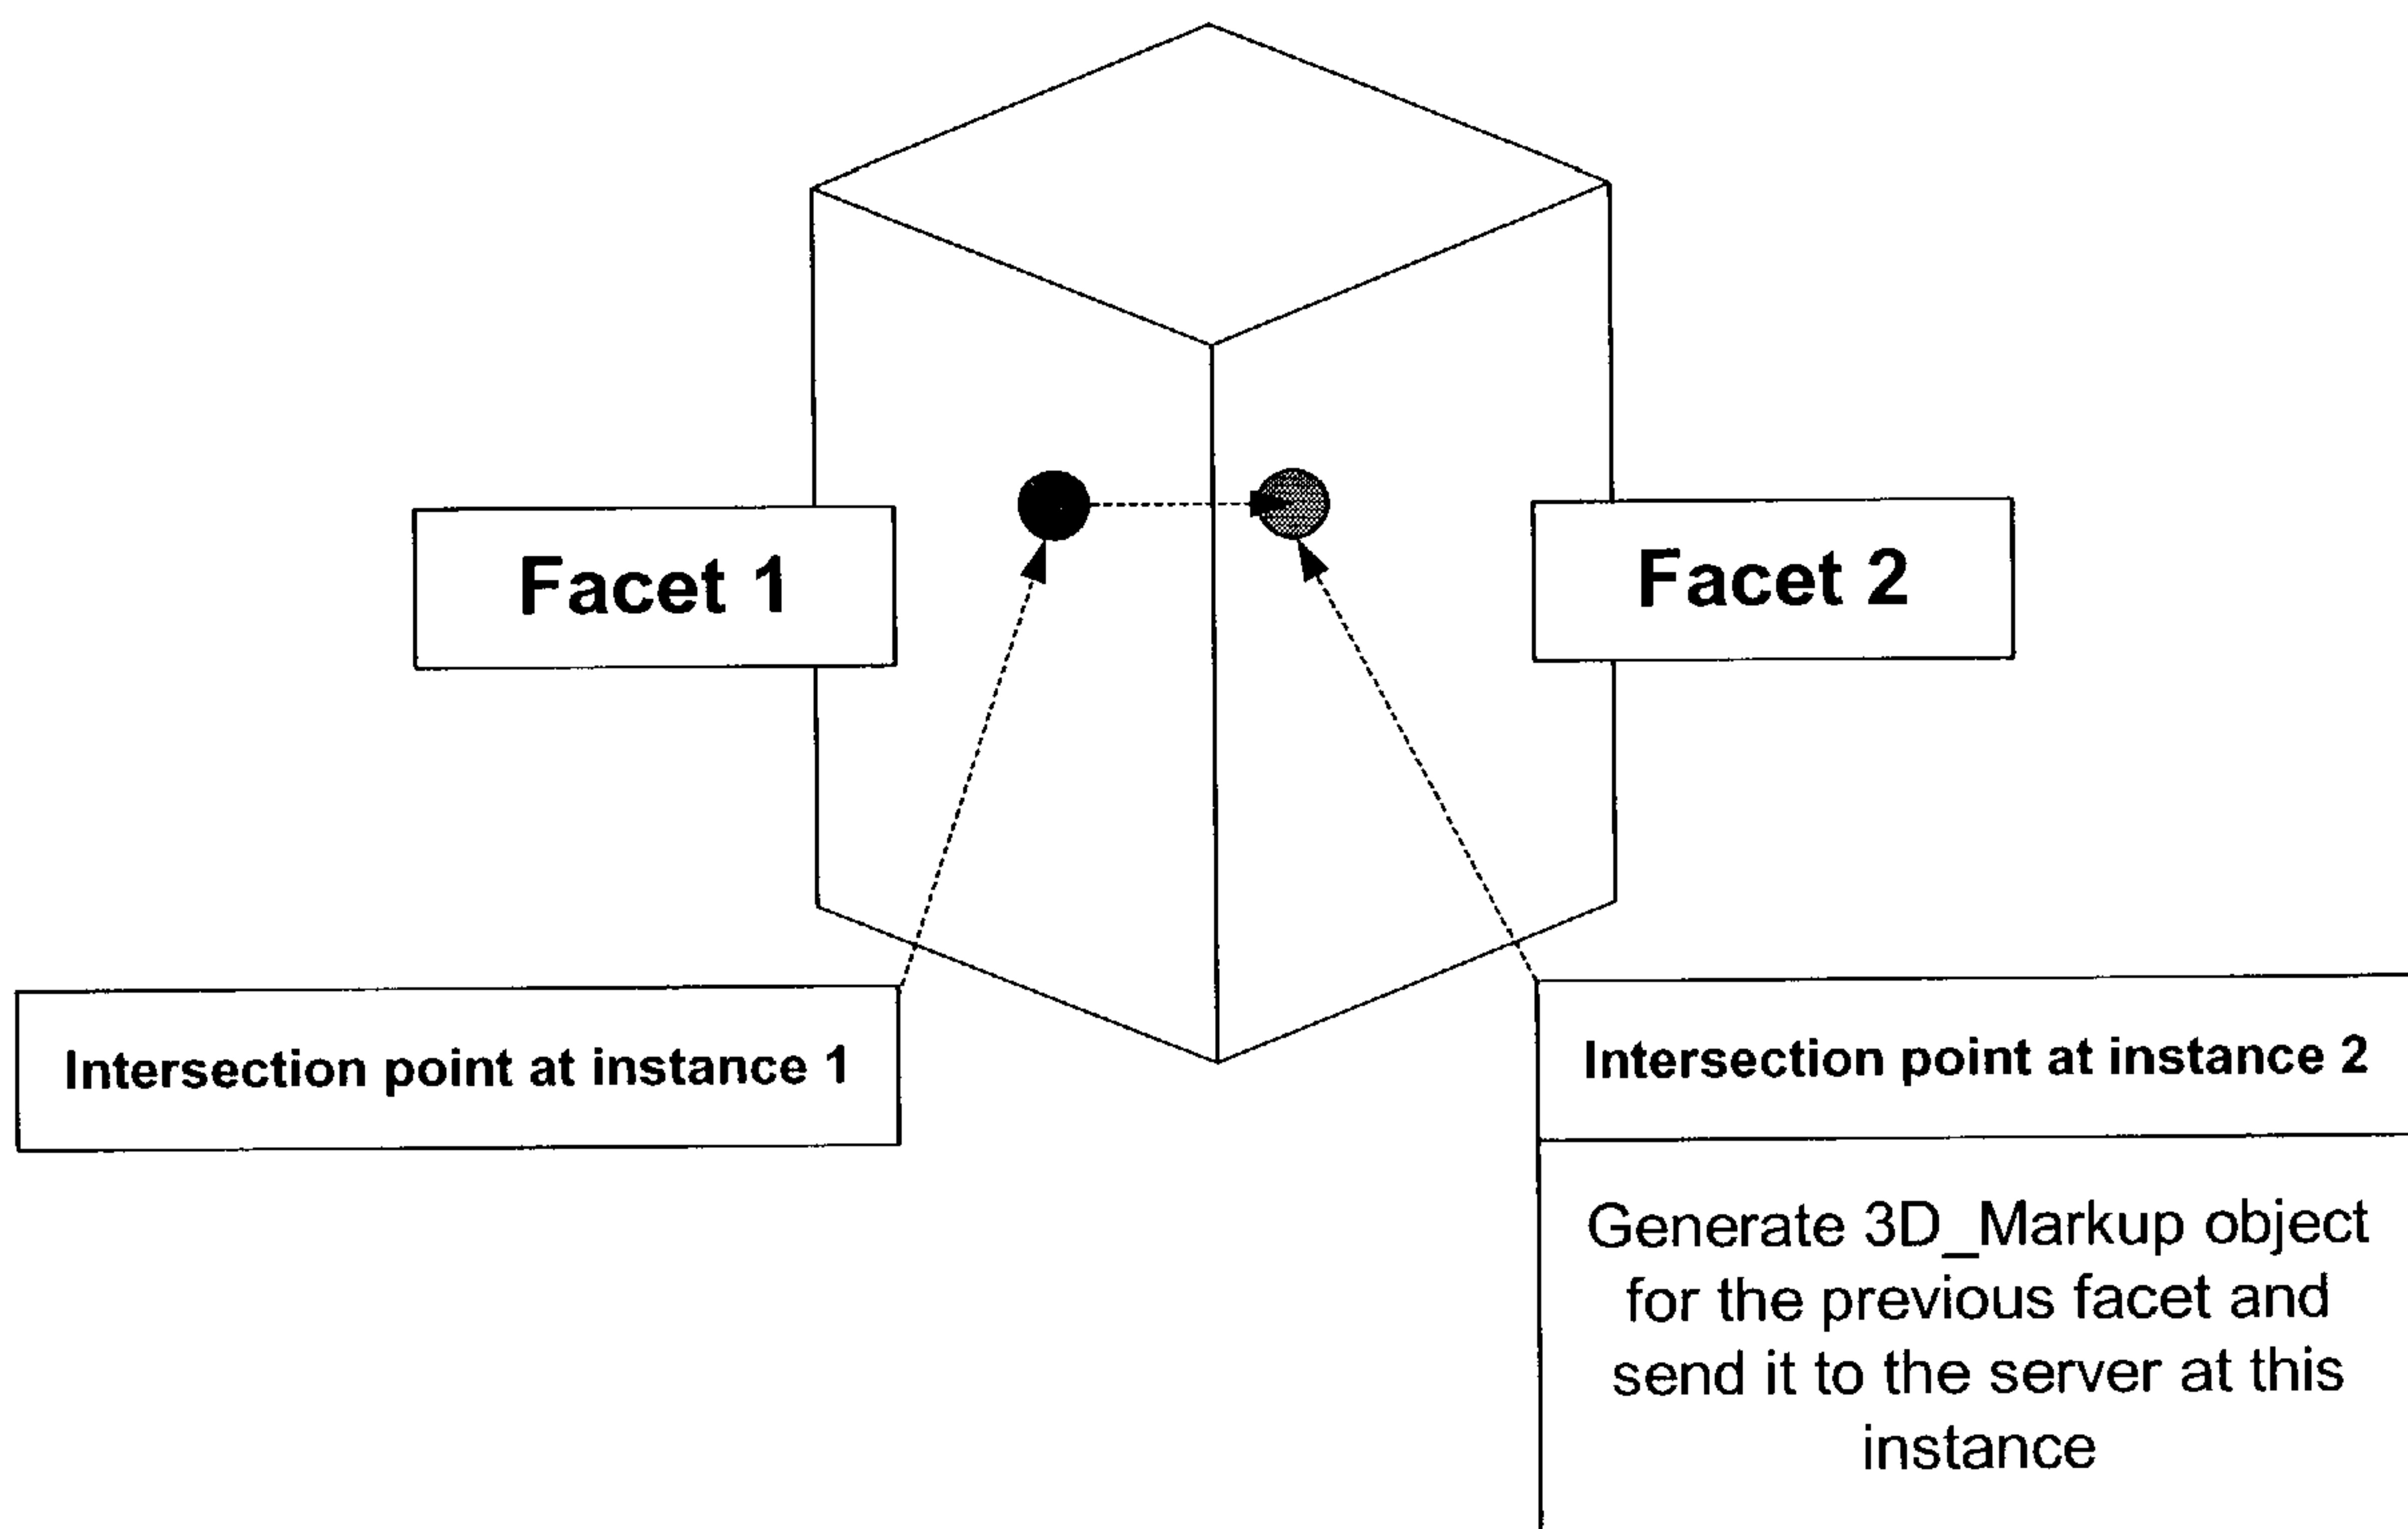 Facet 1
Facet 2
Intersection point at instance 1
Intersection point at instance 2
Generate 3D_Markup object
for the previous facet and
send it to the server at this
instance